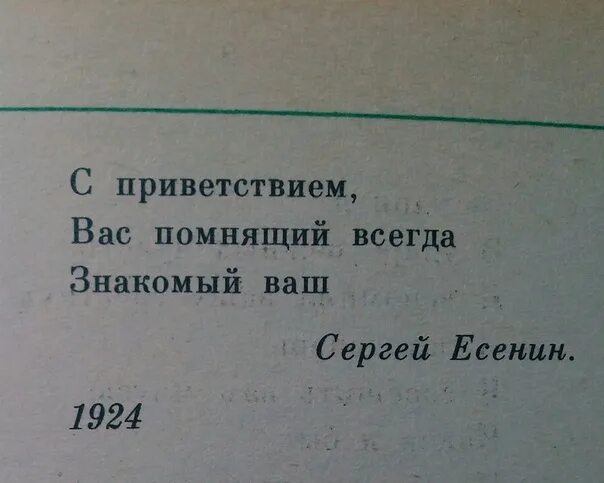 С приветствием,
Вас помнящий всегда
Знакомый ваш
Сергей Есенин.
1924